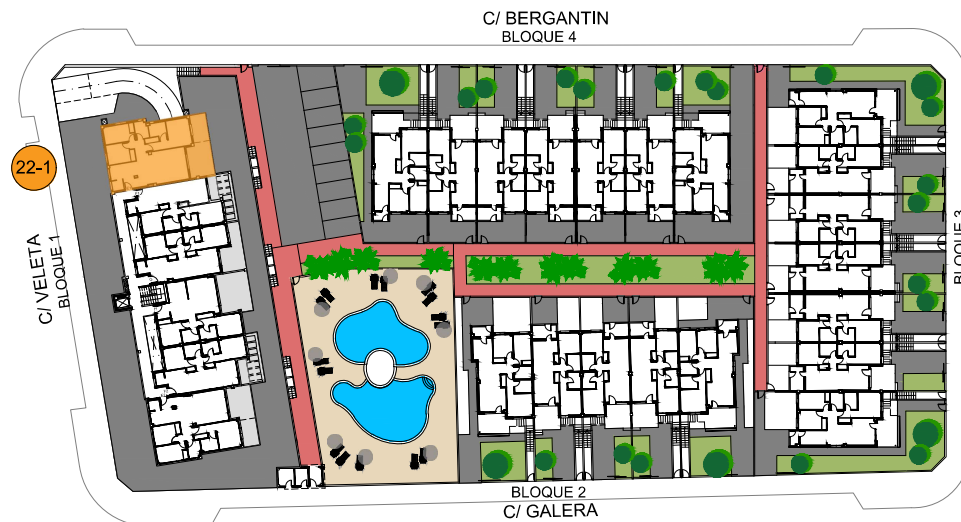 C/ BERGANTIN
BLOQUE 4
22-1
C/ VELETA
BLOQUE 1
BLOQUE 3
BLOQUE 2
C/ GALERA